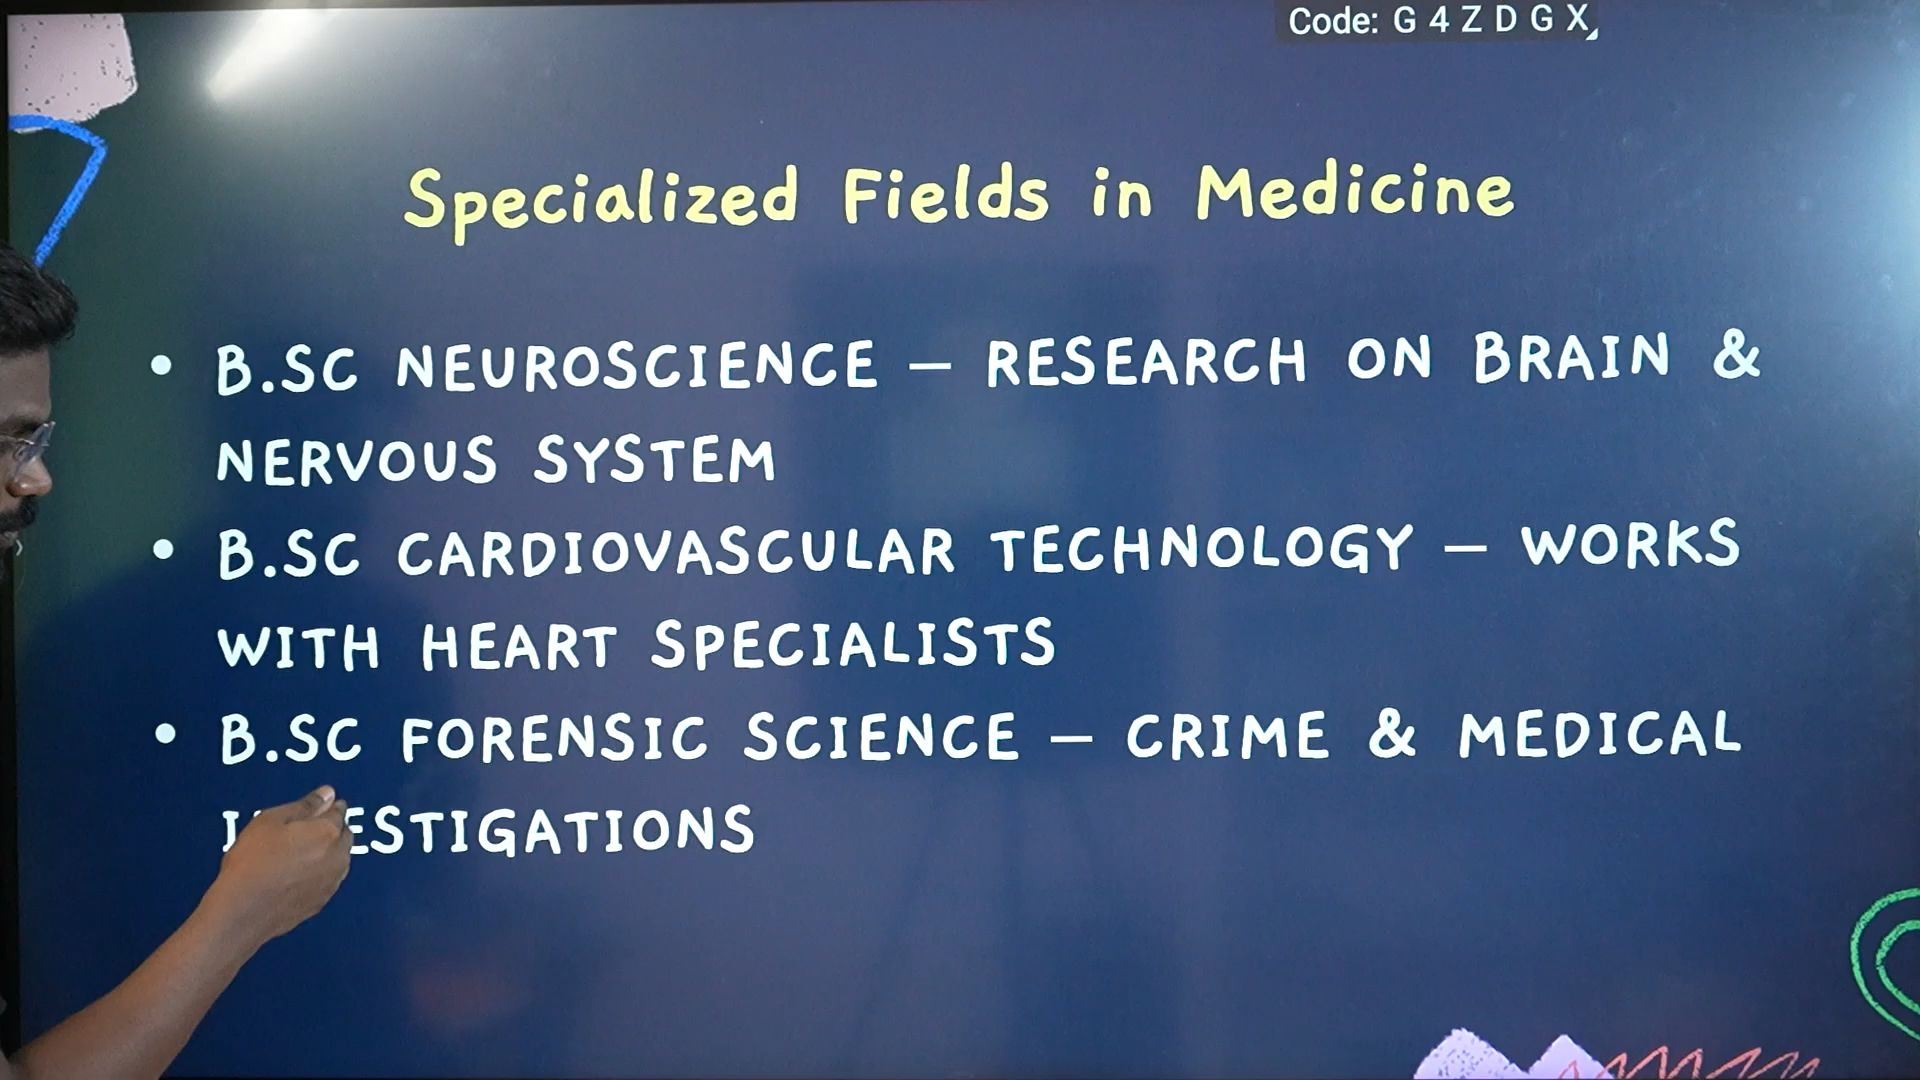 Code: G 4 Z D G X
Specialized Fields in Medicine
• B.SC NEUROSCIENCE – RESEARCH ON BRAIN &
NERVOUS SYSTEM
• B.SC CARDIOVASCULAR TECHNOLOGY – WORKS
WITH HEART SPECIALISTS
• B.SC FORENSIC SCIENCE – CRIME & MEDICAL